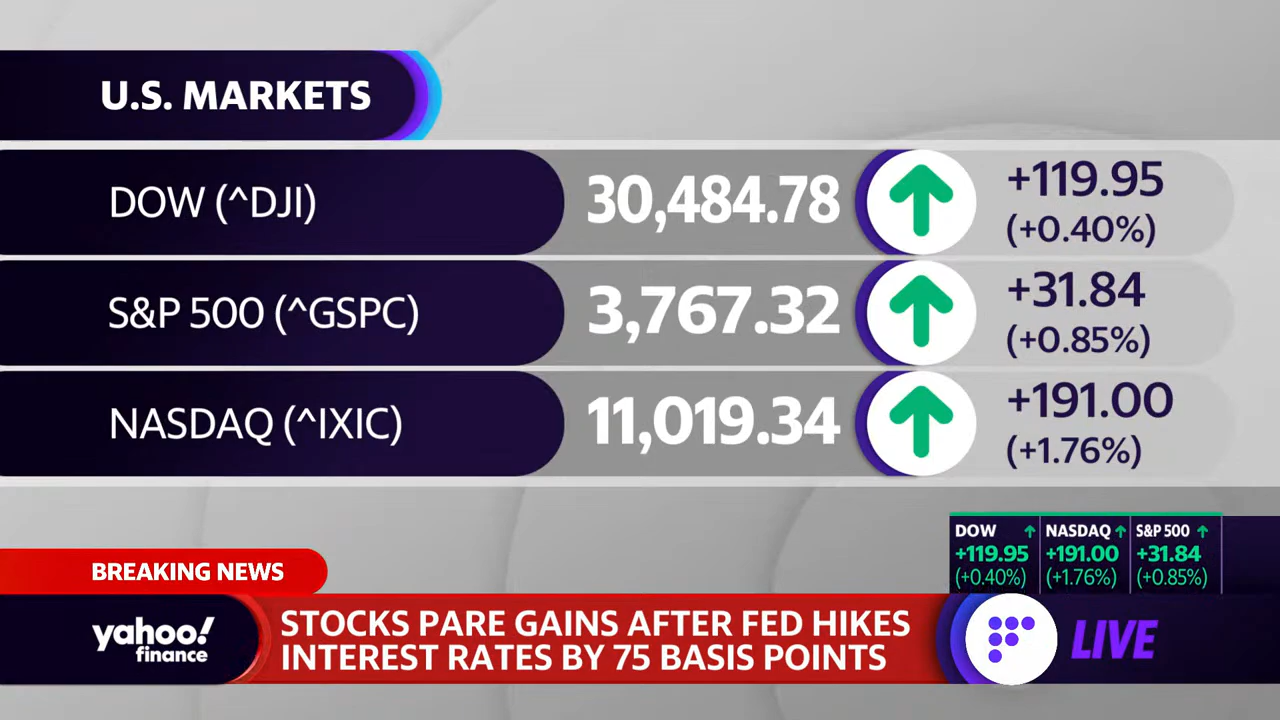 U.S. MARKETS
DOW (^DJI) 30,484.78 +119.95
(+0.40%)
S&P 500 (^GSPC) 3,767.32 +31.84
(+0.85%)
NASDAQ (^IXIC) 11,019.34 +191.00
(+1.76%)
DOW NASDAQ S&P 500
+119.95 +191.00 +31.84
(+0.40%) (+1.76%) (+0.85%)
BREAKING NEWS
yahoo!
finance
STOCKS PARE GAINS AFTER FED HIKES
INTEREST RATES BY 75 BASIS POINTS
LIVE